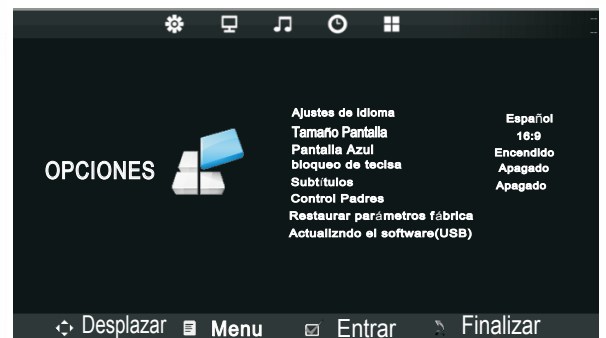 OPCIONES
Ajustes de idioma Español
Tamaño Pantalla 16:9
Pantalla Azul Encendido
bloqueo de tecisa Apagado
Subtítulos Apagado
Control Padres
Restaurar parámetros fábrica
Actualizndo el software(USB)
Desplazar Menu Entrar Finalizar